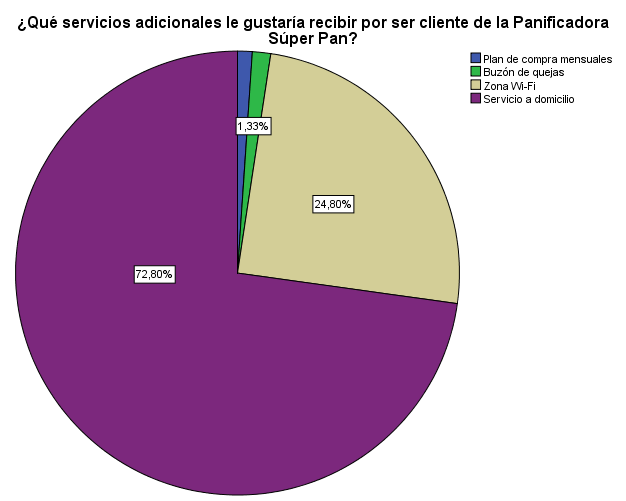 ¿Qué servicios adicionales le gustaría recibir por ser cliente de la Panificadora
Súper Pan?
Plan de compra mensuales
Buzón de quejas
Zona Wi-Fi
Servicio a domicilio
1,33%
24,80%
72,80%